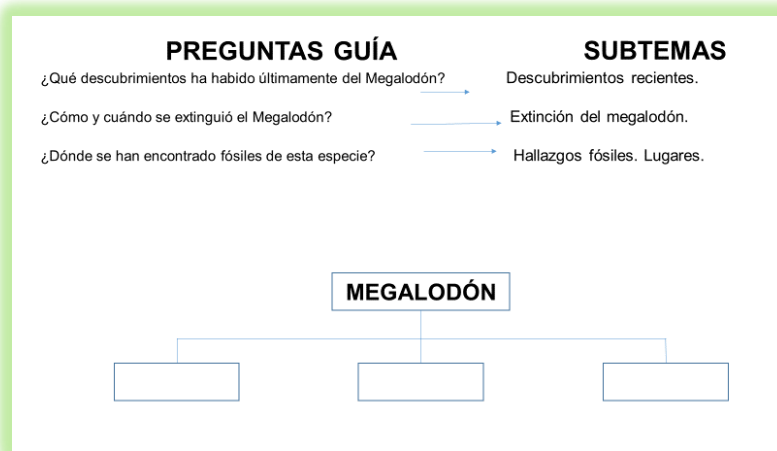 PREGUNTAS GUÍA
SUBTEMAS
¿Qué descubrimientos ha habido últimamente del Megalodón?
Descubrimientos recientes.
¿Cómo y cuándo se extinguió el Megalodón?
Extinción del megalodón.
¿Dónde se han encontrado fósiles de esta especie?
Hallazgos fósiles. Lugares.
MEGALODÓN